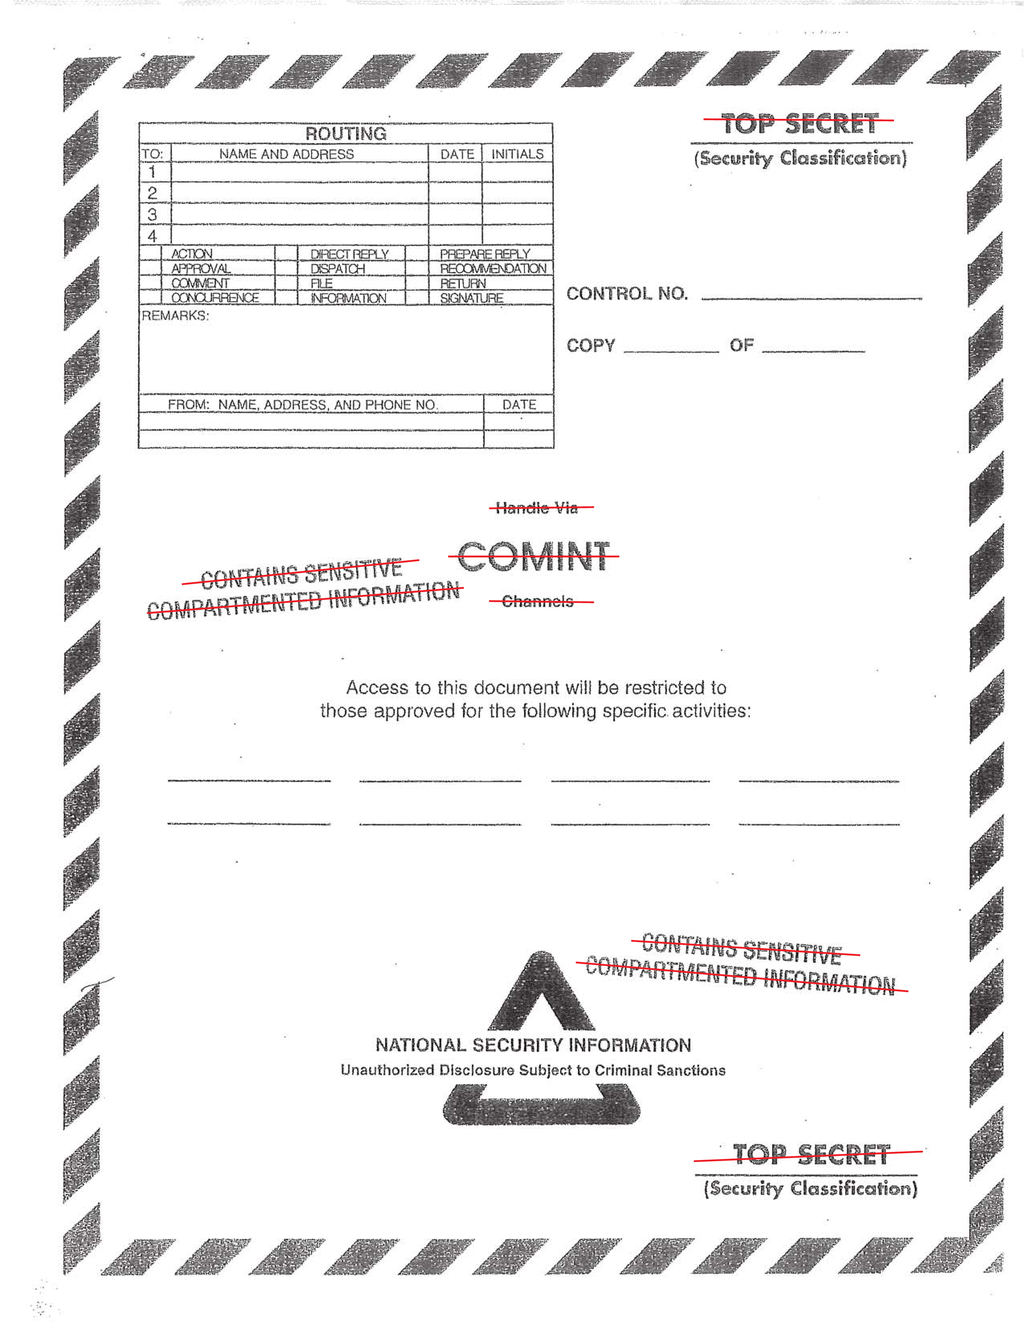 ROUTING
TO: NAME AND ADDRESS DATE INITIALS
1
2
3
4
ACTION DIRECT REPLY PREPARE REPLY
APPROVAL DISPATCH RECOMMENDATION
COMMENT FILE RETURN
CONCURRENCE INFORMATION SIGNATURE
REMARKS:
FROM: NAME, ADDRESS, AND PHONE NO. DATE
TOP SECRET
(Security Classification)
CONTROL NO.
COPY OF
Handle Via
COMINT
Channels
CONTAINS SENSITIVE
COMPARTMENTED INFORMATION
Access to this document will be restricted to
those approved for the following specific activities:
CONTAINS SENSITIVE
COMPARTMENTED INFORMATION
NATIONAL SECURITY INFORMATION
Unauthorized Disclosure Subject to Criminal Sanctions
TOP SECRET
(Security Classification)